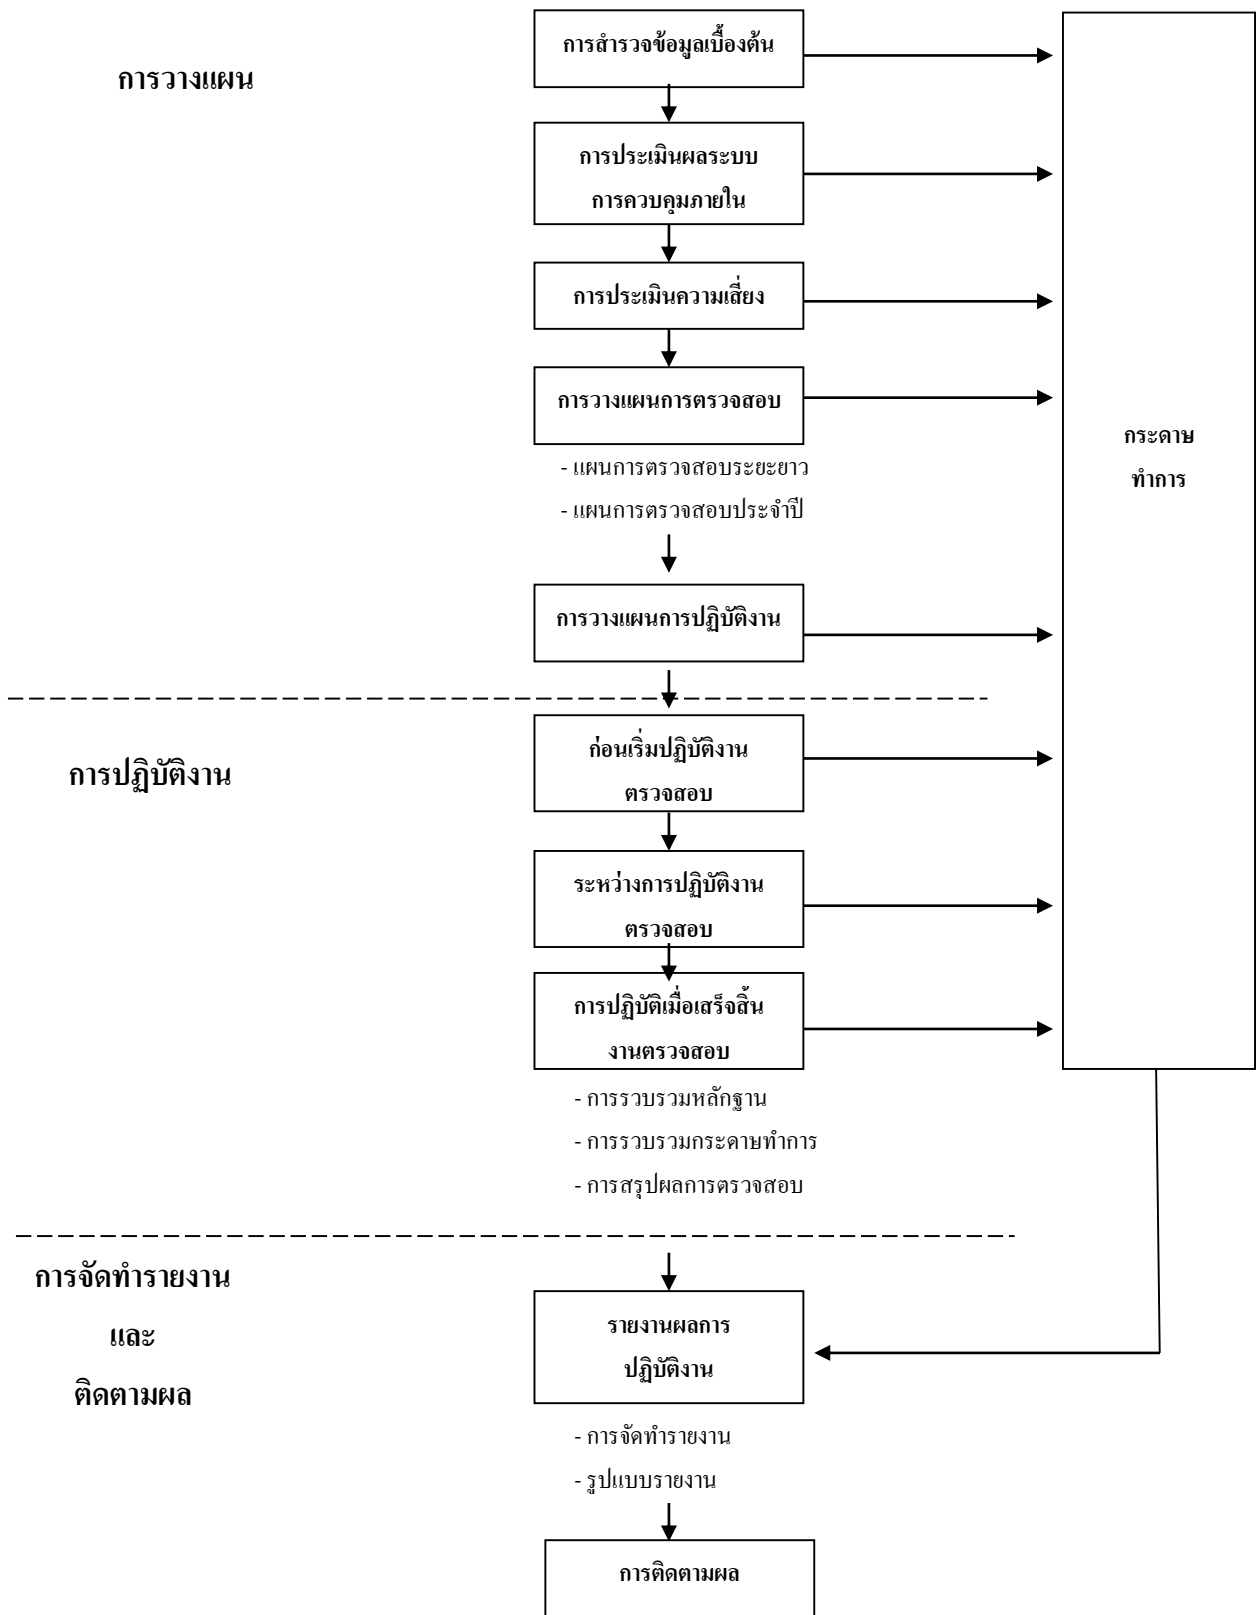 การวางแผน
การสำรวจข้อมูลเบื้องต้น
การประเมินผลระบบ
การควบคุมภายใน
การประเมินความเสี่ยง
การวางแผนการตรวจสอบ
- แผนการตรวจสอบระยะยาว
- แผนการตรวจสอบประจำปี
กระดาษ
ทำการ
การวางแผนการปฏิบัติงาน
การปฏิบัติงาน
ก่อนเริ่มปฏิบัติงาน
ตรวจสอบ
ระหว่างการปฏิบัติงาน
ตรวจสอบ
การปฏิบัติเมื่อเสร็จสิ้น
งานตรวจสอบ
- การรวบรวมหลักฐาน
- การรวบรวมกระดาษทำการ
- การสรุปผลการตรวจสอบ
การจัดทำรายงาน
และ
ติดตามผล
รายงานผลการ
ปฏิบัติงาน
- การจัดทำรายงาน
- รูปแบบรายงาน
การติดตามผล